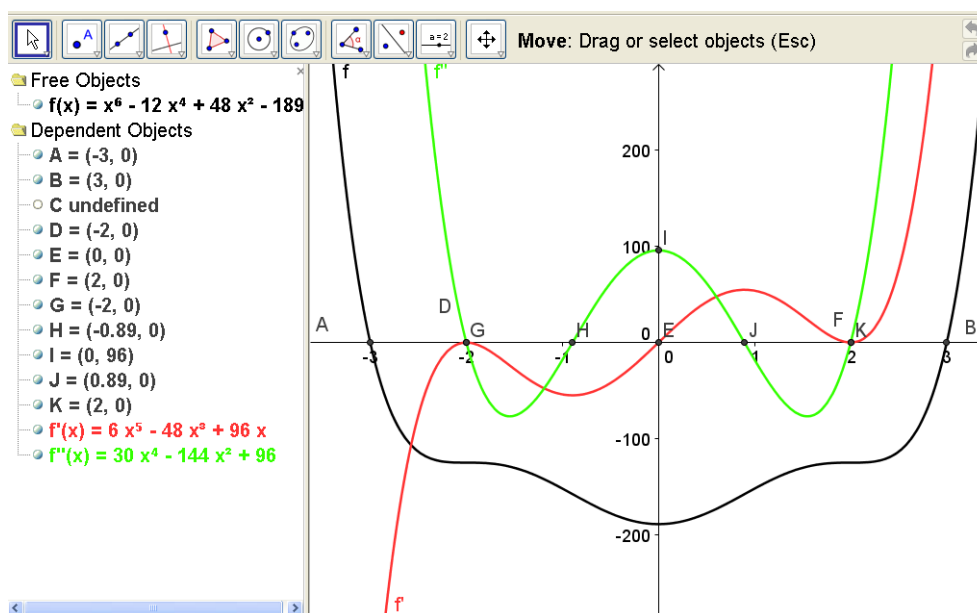 A α a = 2 Move: Drag or select objects (Esc)
Free Objects
f(x) = x⁶ - 12 x⁴ + 48 x² - 189
Dependent Objects
A = (-3, 0)
B = (3, 0)
C undefined
D = (-2, 0)
E = (0, 0)
F = (2, 0)
G = (-2, 0)
H = (-0.89, 0)
I = (0, 96)
J = (0.89, 0)
K = (2, 0)
f'(x) = 6 x⁵ - 48 x³ + 96 x
f''(x) = 30 x⁴ - 144 x² + 96
f f''
200
100 I
D
A G H 0 E J F K B
-3 -2 -1 0 1 2 3
-100
-200
f'